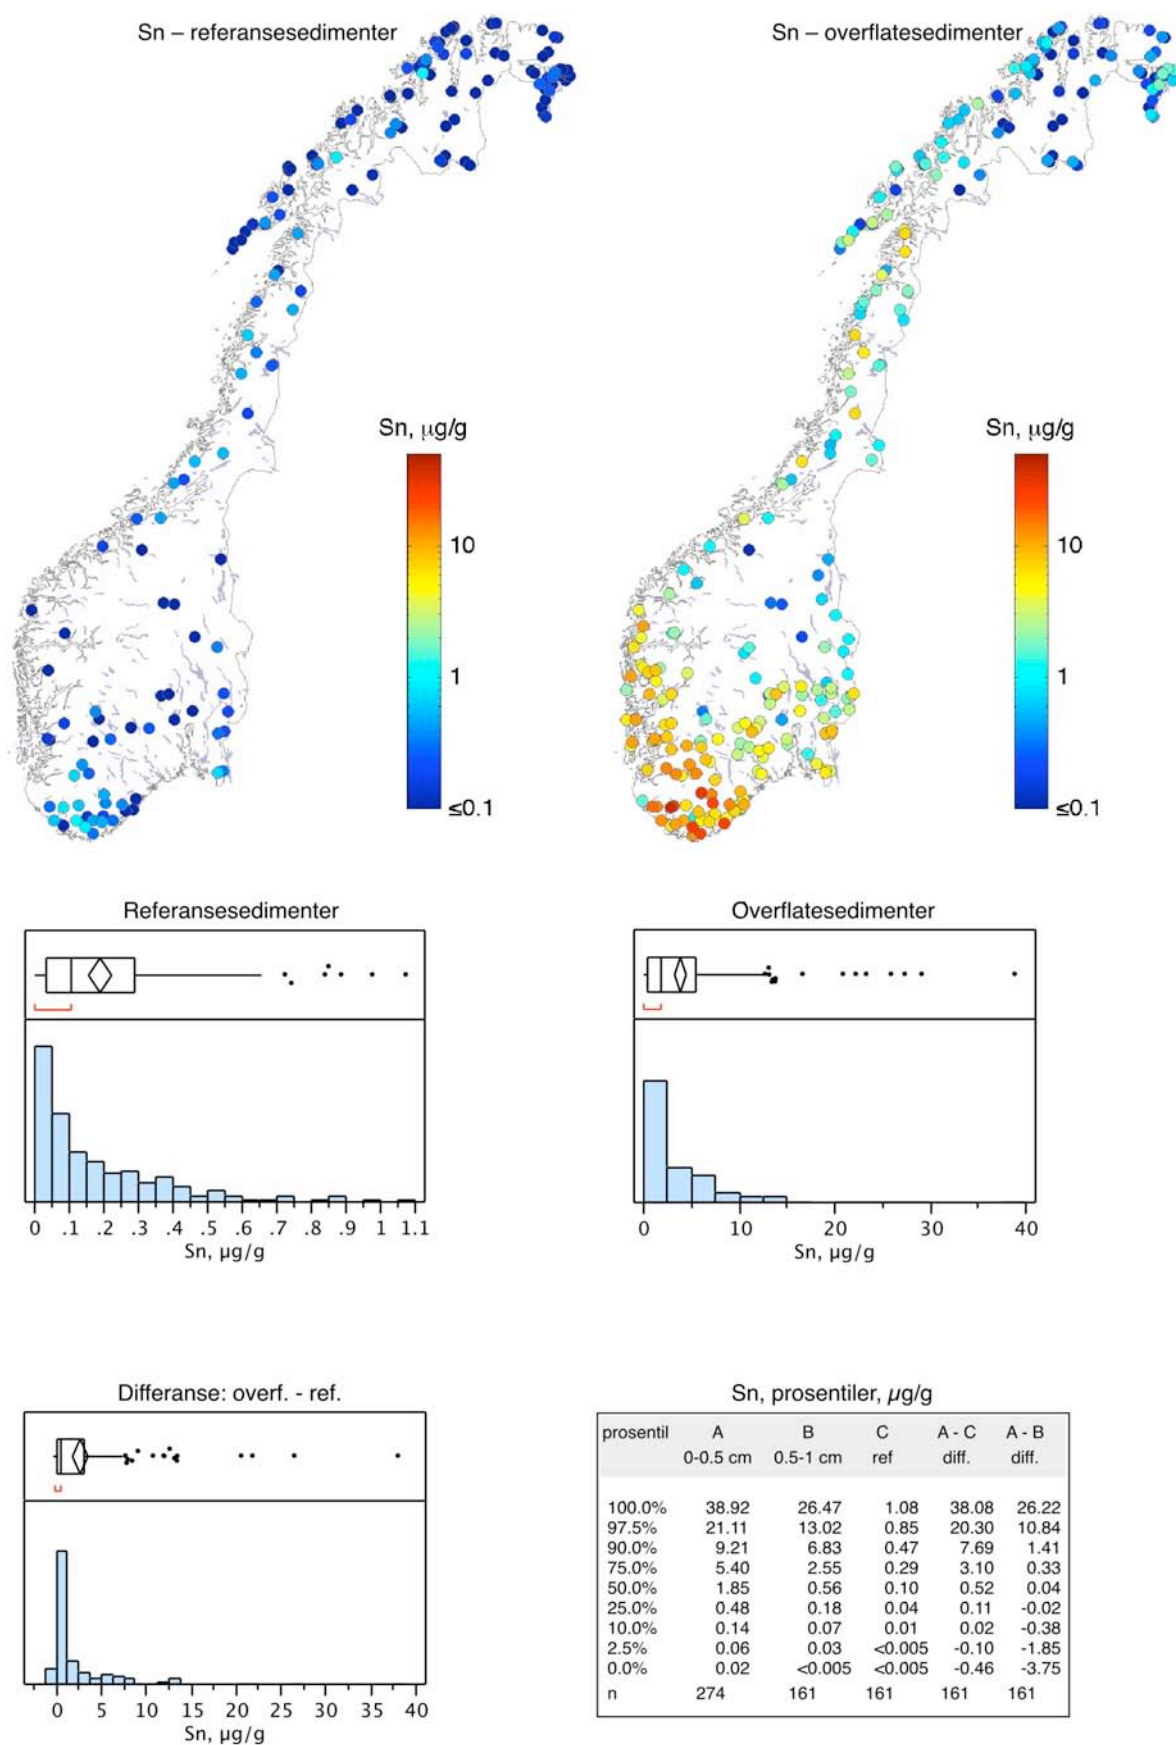 Sn – referansesedimenter
Sn – overflatesedimenter
Sn, μg/g
10
1
≤0.1
Sn, μg/g
10
1
≤0.1
Referansesedimenter
0 .1 .2 .3 .4 .5 .6 .7 .8 .9 1 1.1
Sn, μg/g
Overflatesedimenter
0 10 20 30 40
Sn, μg/g
Differanse: overf. - ref.
0 5 10 15 20 25 30 35 40
Sn, μg/g
Sn, prosentiler, μg/g
prosentil A B C A - C A - B
0-0.5 cm 0.5-1 cm ref diff. diff.
100.0% 38.92 26.47 1.08 38.08 26.22
97.5% 21.11 13.02 0.85 20.30 10.84
90.0% 9.21 6.83 0.47 7.69 1.41
75.0% 5.40 2.55 0.29 3.10 0.33
50.0% 1.85 0.56 0.10 0.52 0.04
25.0% 0.48 0.18 0.04 0.11 -0.02
10.0% 0.14 0.07 0.01 0.02 -0.38
2.5% 0.06 0.03 <0.005 -0.10 -1.85
0.0% 0.02 <0.005 <0.005 -0.46 -3.75
n 274 161 161 161 161